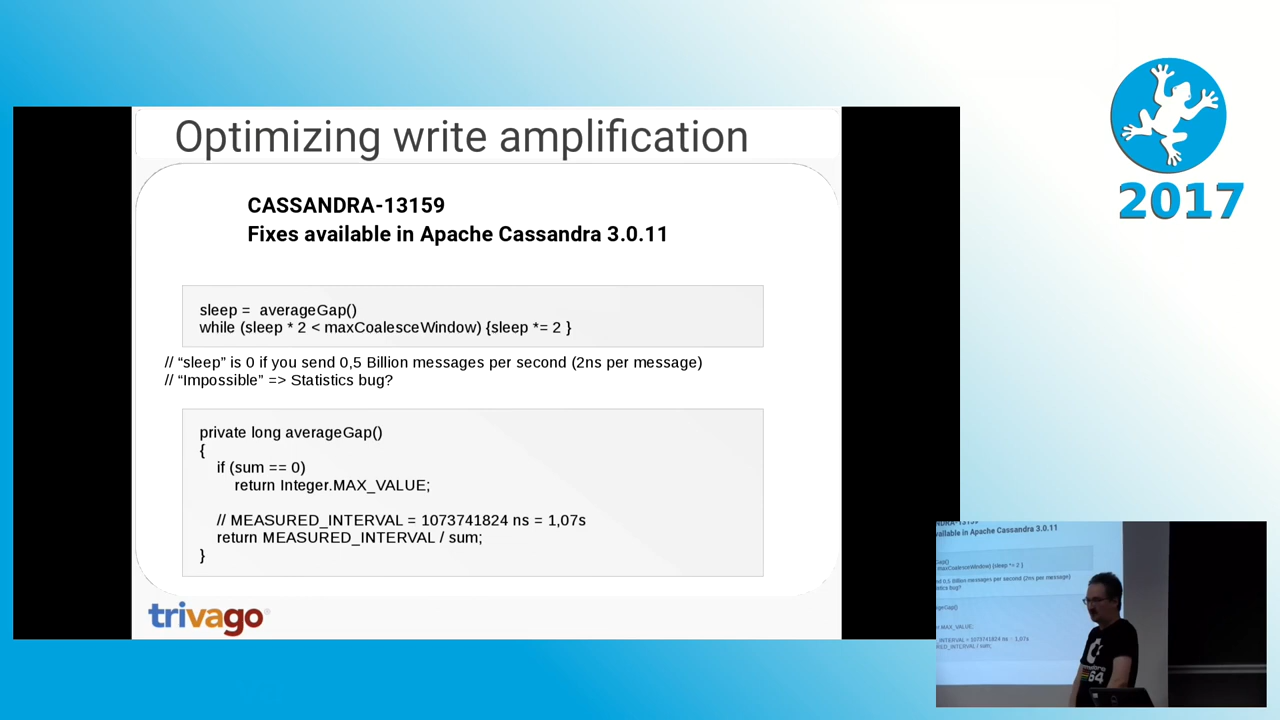 Optimizing write amplification
CASSANDRA-13159
Fixes available in Apache Cassandra 3.0.11
sleep = averageGap()
while (sleep * 2 < maxCoalesceWindow) {sleep *= 2 }
// “sleep” is 0 if you send 0,5 Billion messages per second (2ns per message)
// “Impossible” => Statistics bug?
private long averageGap()
{
if (sum == 0)
return Integer.MAX_VALUE;
// MEASURED_INTERVAL = 1073741824 ns = 1,07s
return MEASURED_INTERVAL / sum;
}
trivago
2017
64